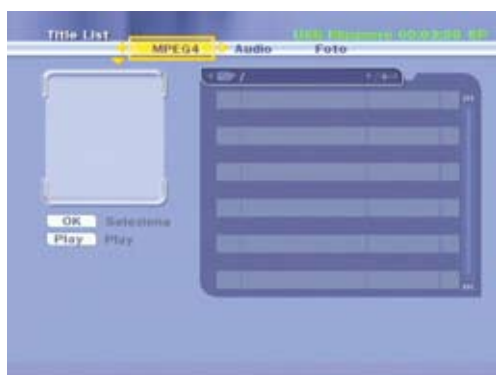 Title List
MPEG4 Audio Foto
/
OK Seleziona
Play Play